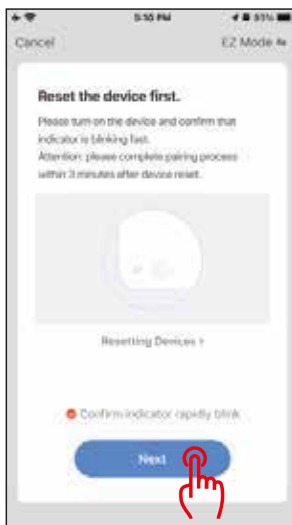 5:55 PM 51%
Cancel EZ Mode
Reset the device first.
Please turn on the device and confirm that
indicator is blinking fast.
Attention: please complete pairing process
within 3 minutes after device reset.
Resetting Devices >
Confirm indicator rapidly blink
Next